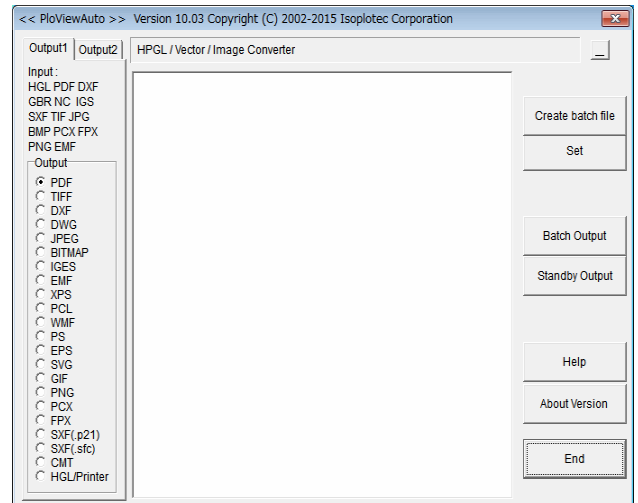 << PloViewAuto >> Version 10.03 Copyright (C) 2002-2015 Isoplotec Corporation
Output1 Output2
HPGL / Vector / Image Converter
Input :
HGL PDF DXF
GBR NC IGS
SXF TIF JPG
BMP PCX FPX
PNG EMF
Output
PDF
TIFF
DXF
DWG
JPEG
BITMAP
IGES
EMF
XPS
PCL
WMF
PS
EPS
SVG
GIF
PNG
PCX
FPX
SXF(.p21)
SXF(.sfc)
CMT
HGL/Printer
Create batch file
Set
Batch Output
Standby Output
Help
About Version
End